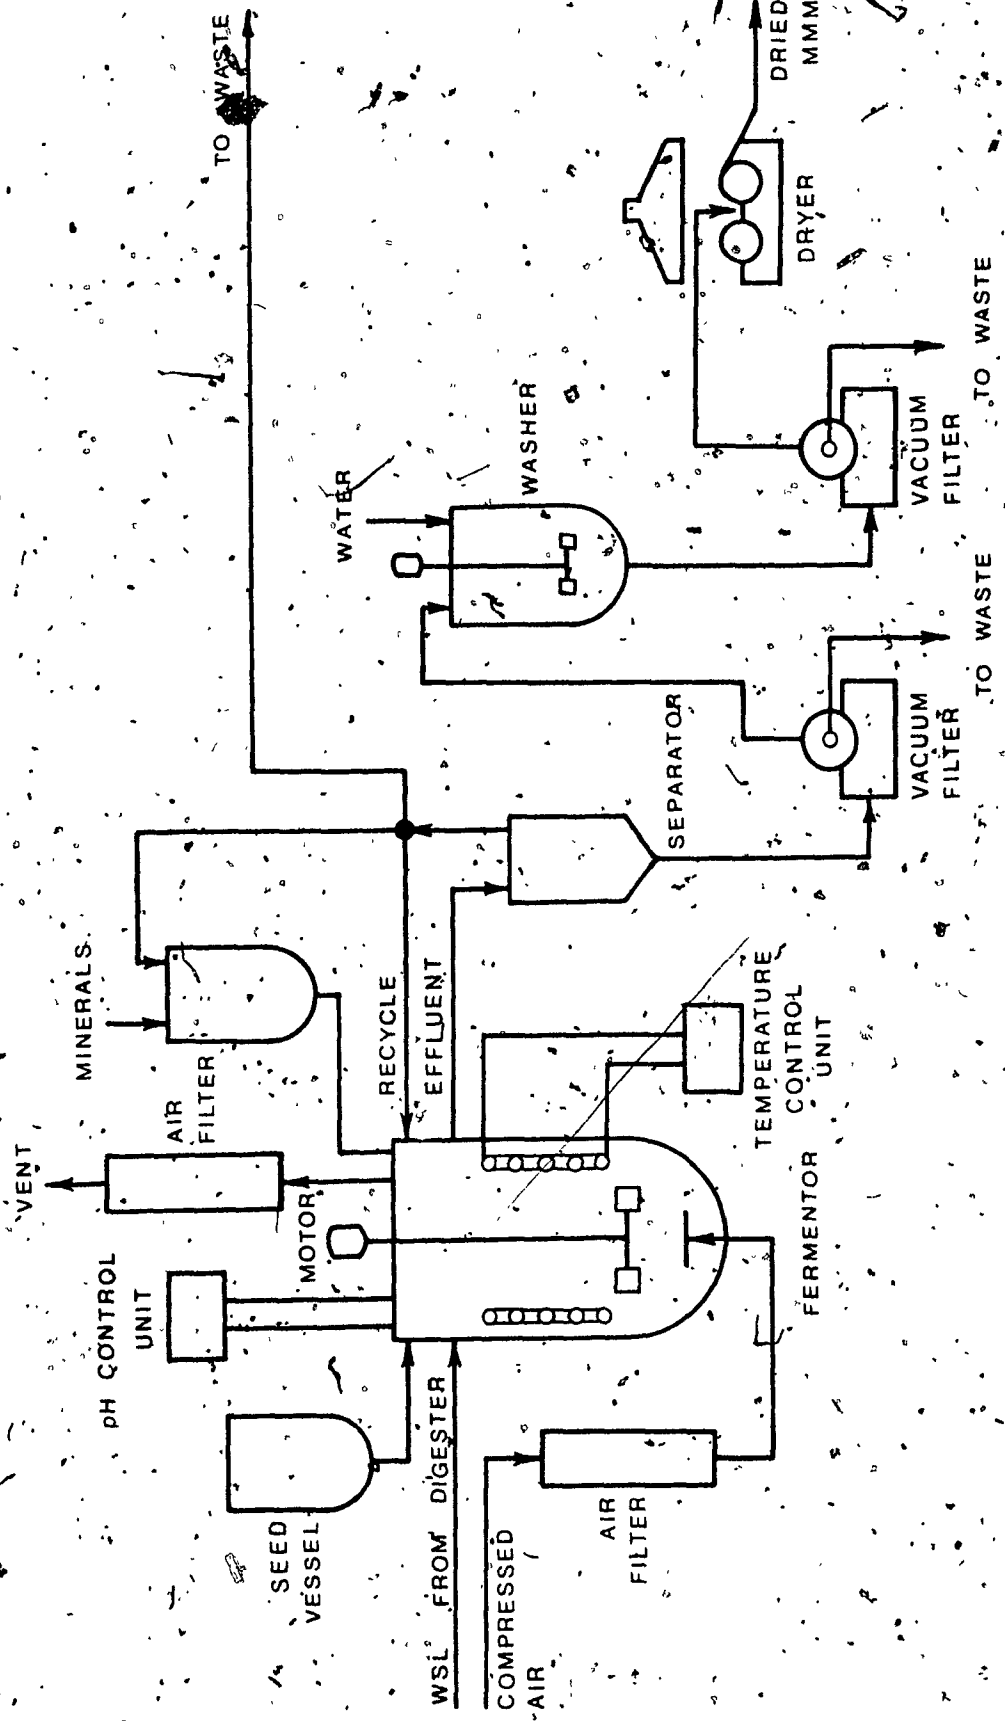 TO WASTE
MINERALS
VENT
AIR
FILTER
pH CONTROL
UNIT
MOTOR
SEED
VESSEL
RECYCLE
EFFLUENT
WATER
WASHER
WSL FROM DIGESTER
COMPRESSED
AIR
AIR
FILTER
FERMENTOR
TEMPERATURE
CONTROL
UNIT
SEPARATOR
VACUUM
FILTER
TO WASTE
VACUUM
FILTER
TO WASTE
DRYER
DRIED
MMM